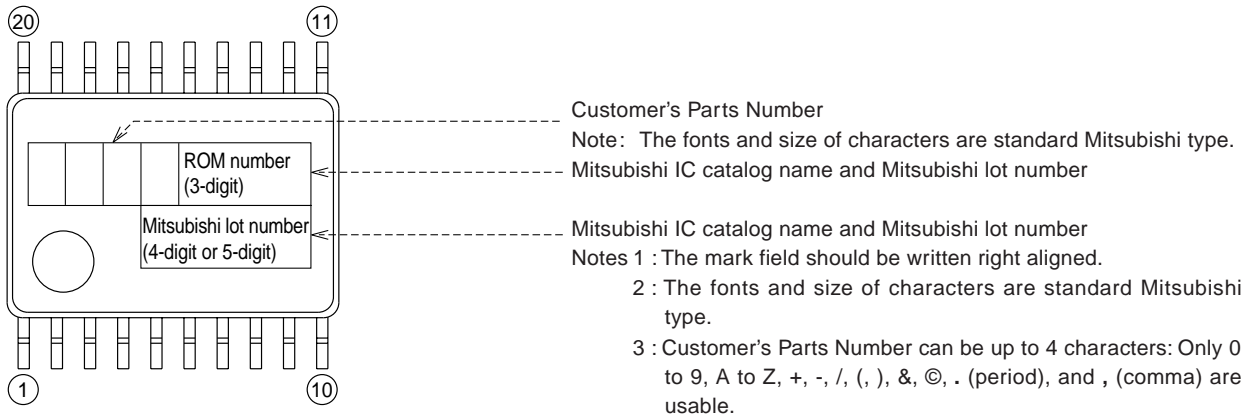 20 11
Customer's Parts Number
Note: The fonts and size of characters are standard Mitsubishi type.
Mitsubishi IC catalog name and Mitsubishi lot number
ROM number
(3-digit)
Mitsubishi lot number
(4-digit or 5-digit)
Mitsubishi IC catalog name and Mitsubishi lot number
Notes 1 : The mark field should be written right aligned.
2 : The fonts and size of characters are standard Mitsubishi
type.
3 : Customer's Parts Number can be up to 4 characters: Only 0
to 9, A to Z, +, -, /, (, ), &, ©, . (period), and , (comma) are
usable.
1 10